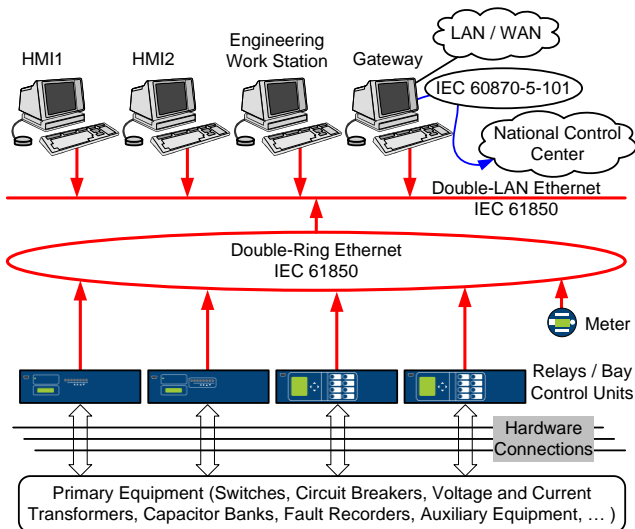 HMI1
HMI2
Engineering
Work Station
Gateway
LAN / WAN
IEC 60870-5-101
National Control
Center
Double-LAN Ethernet
IEC 61850
Double-Ring Ethernet
IEC 61850
Meter
Relays / Bay
Control Units
Hardware
Connections
Primary Equipment (Switches, Circuit Breakers, Voltage and Current
Transformers, Capacitor Banks, Fault Recorders, Auxiliary Equipment, … )